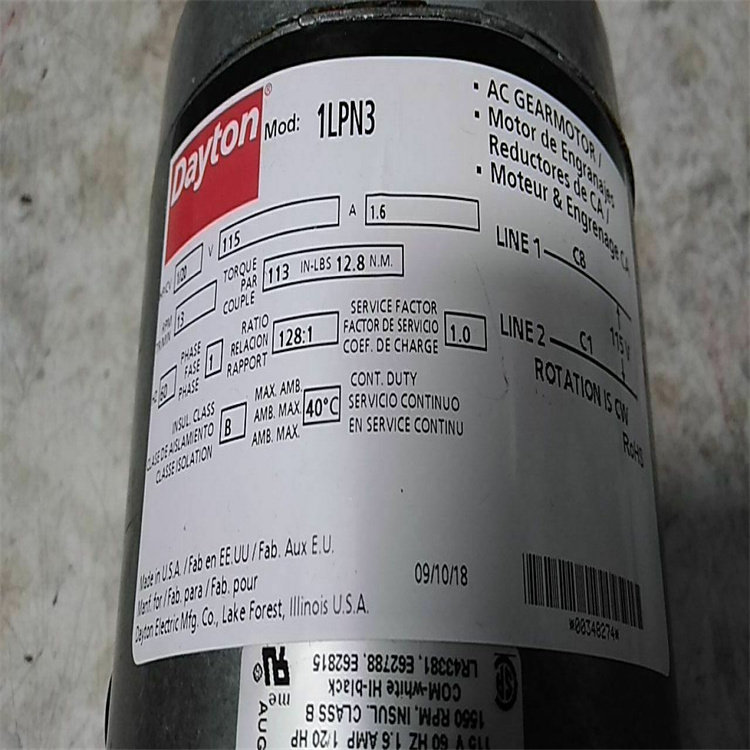 Dayton®
Mod: 1LPN3
• AC GEARMOTOR /
• Motor de Engranajes
Reductores de CA /
• Moteur & Engrenage CA
1/20 V 115 A 1.6
13 TORQUE PAR COUPLE 113 IN-LBS 12.8 N.M.
60 PHASE FASE PHASE 1 RATIO RELACION RAPPORT 128:1 SERVICE FACTOR FACTOR DE SERVICIO COEF. DE CHARGE 1.0
INSUL. CLASS CLASE DE AISLAMIENTO CLASSE ISOLATION B MAX. AMB. AMB. MAX. AMB. MAX. 40°C CONT. DUTY SERVICIO CONTINUO EN SERVICE CONTINU
LINE 1 C8
115 V
LINE 2 C1
ROTATION IS CW
RoHS
Made in U.S.A. / Fab en EE.UU / Fab. Aux E.U.
Manf. for / Fab. para / Fab. pour
Dayton Electric Mfg. Co., Lake Forest, Illinois U.S.A.
09/10/18
*00348274*
LR43381, E62788, E62815
COM-white HI-black
1550 RPM, INSUL. CLASS B
115 V 60 HZ 1.6 AMP 1/20 HP
me
AUG